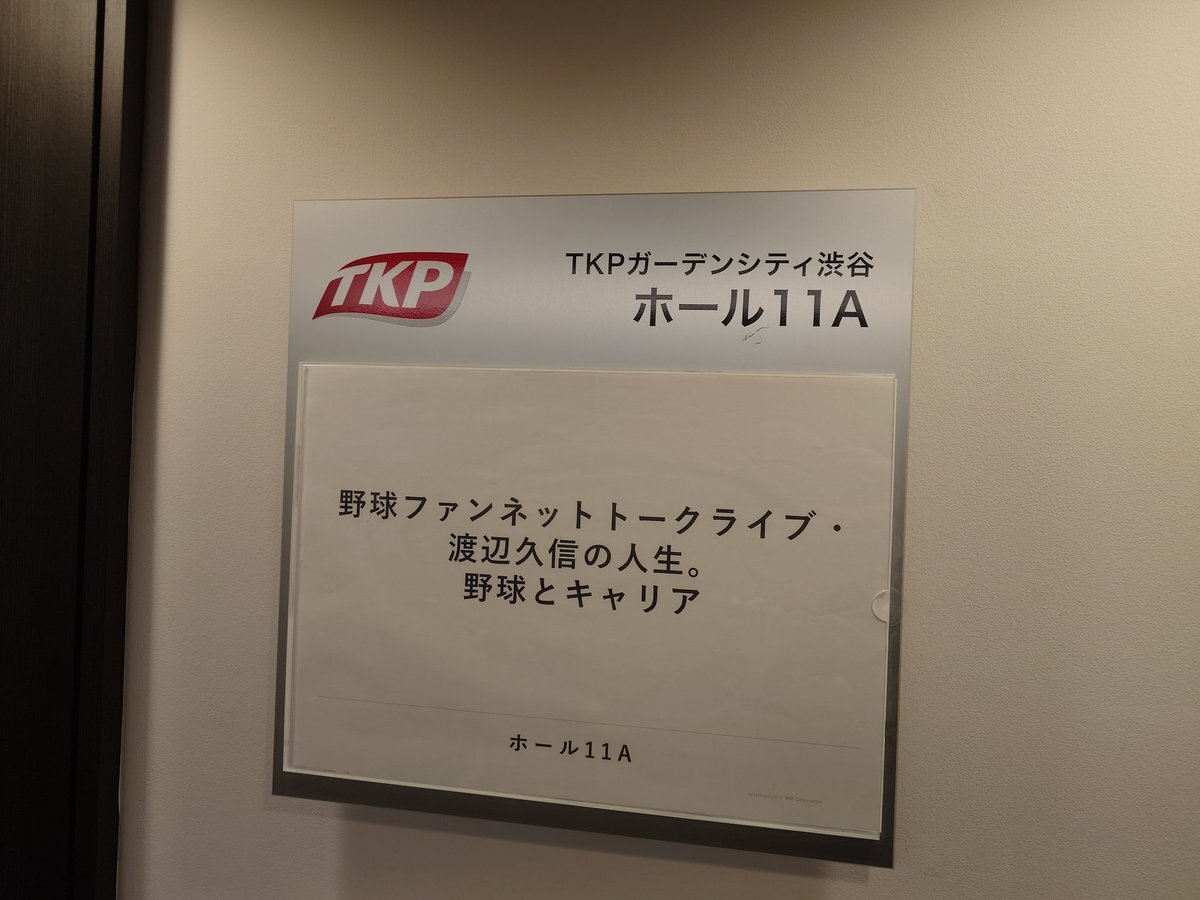 TKP
TKPガーデンシティ渋谷
ホール11A
野球ファンネットトークライブ・
渡辺久信の人生。
野球とキャリア
ホール11A